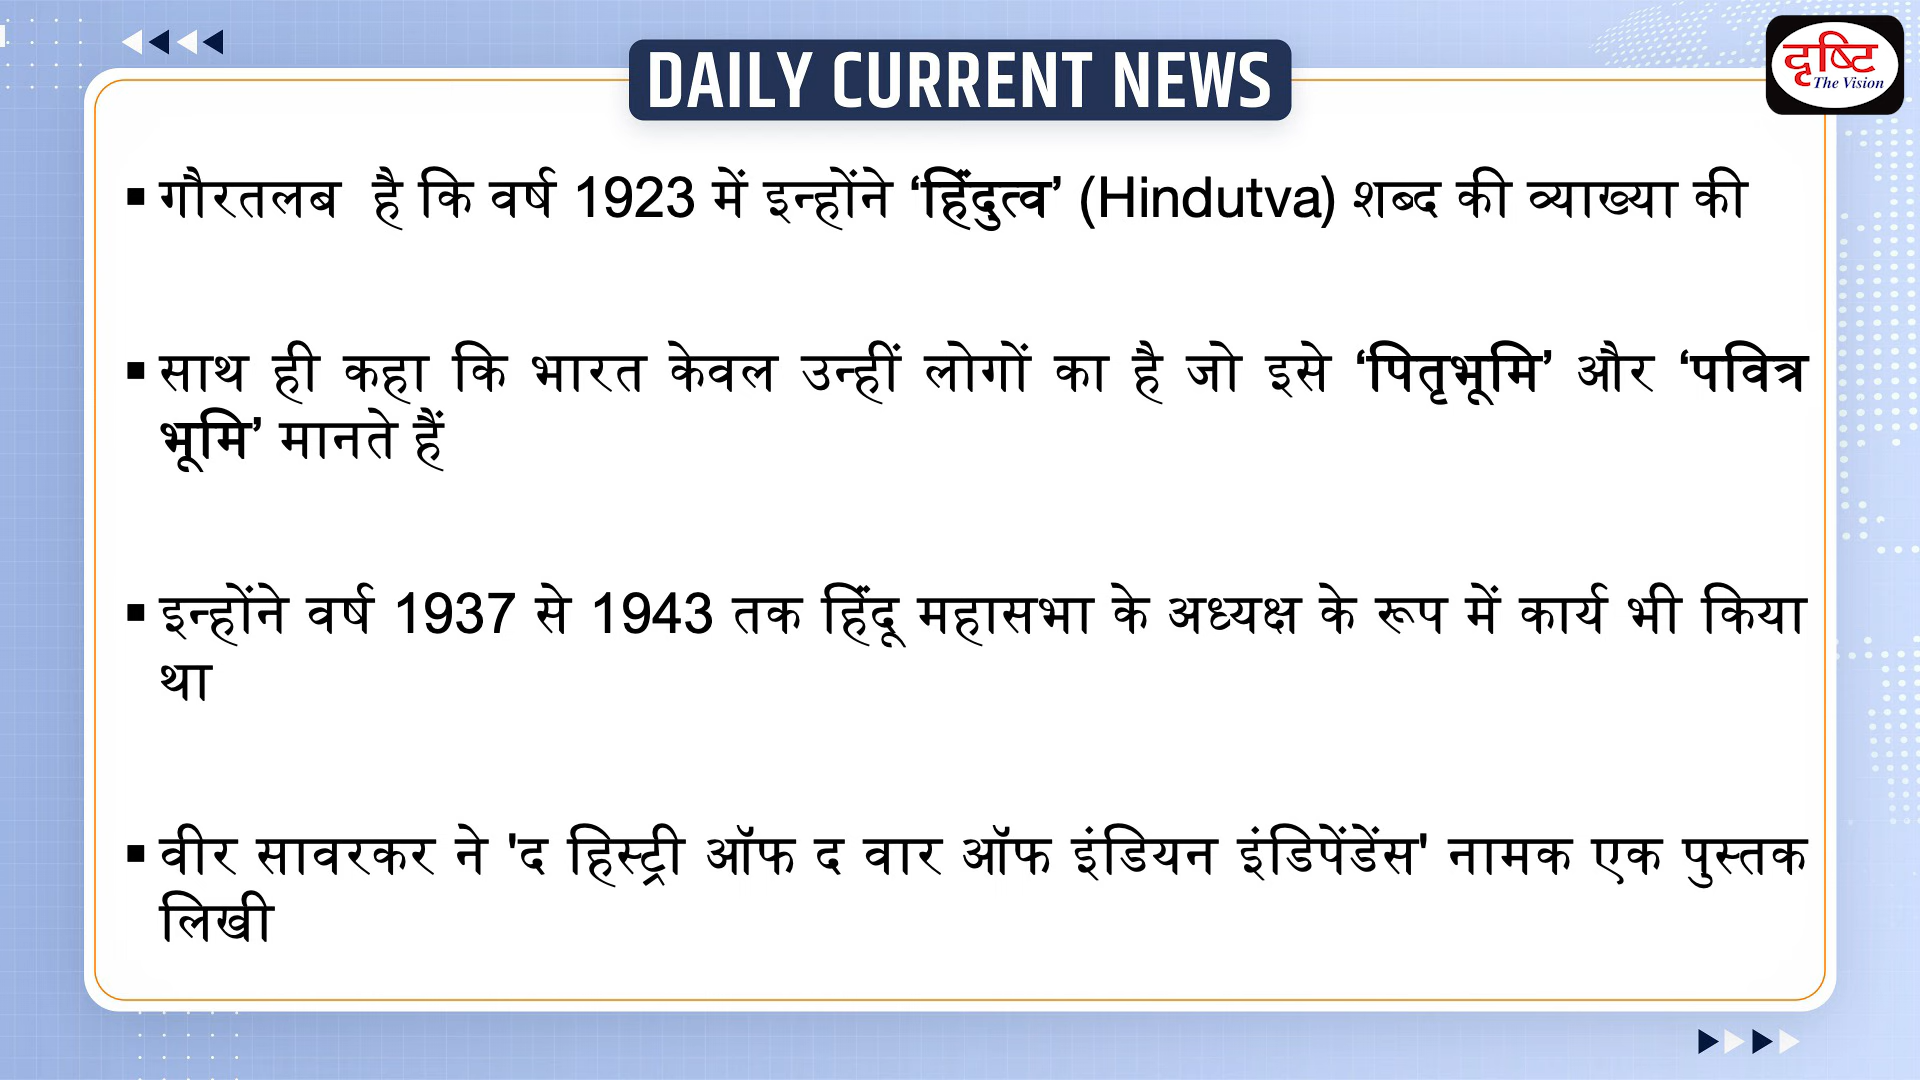 DAILY CURRENT NEWS
दृष्टि
The Vision
▪ गौरतलब है कि वर्ष 1923 में इन्होंने ‘हिंदुत्व’ (Hindutva) शब्द की व्याख्या की
▪ साथ ही कहा कि भारत केवल उन्हीं लोगों का है जो इसे ‘पितृभूमि’ और ‘पवित्र
भूमि’ मानते हैं
▪ इन्होंने वर्ष 1937 से 1943 तक हिंदू महासभा के अध्यक्ष के रूप में कार्य भी किया
था
▪ वीर सावरकर ने 'द हिस्ट्री ऑफ द वार ऑफ इंडियन इंडिपेंडेंस' नामक एक पुस्तक
लिखी